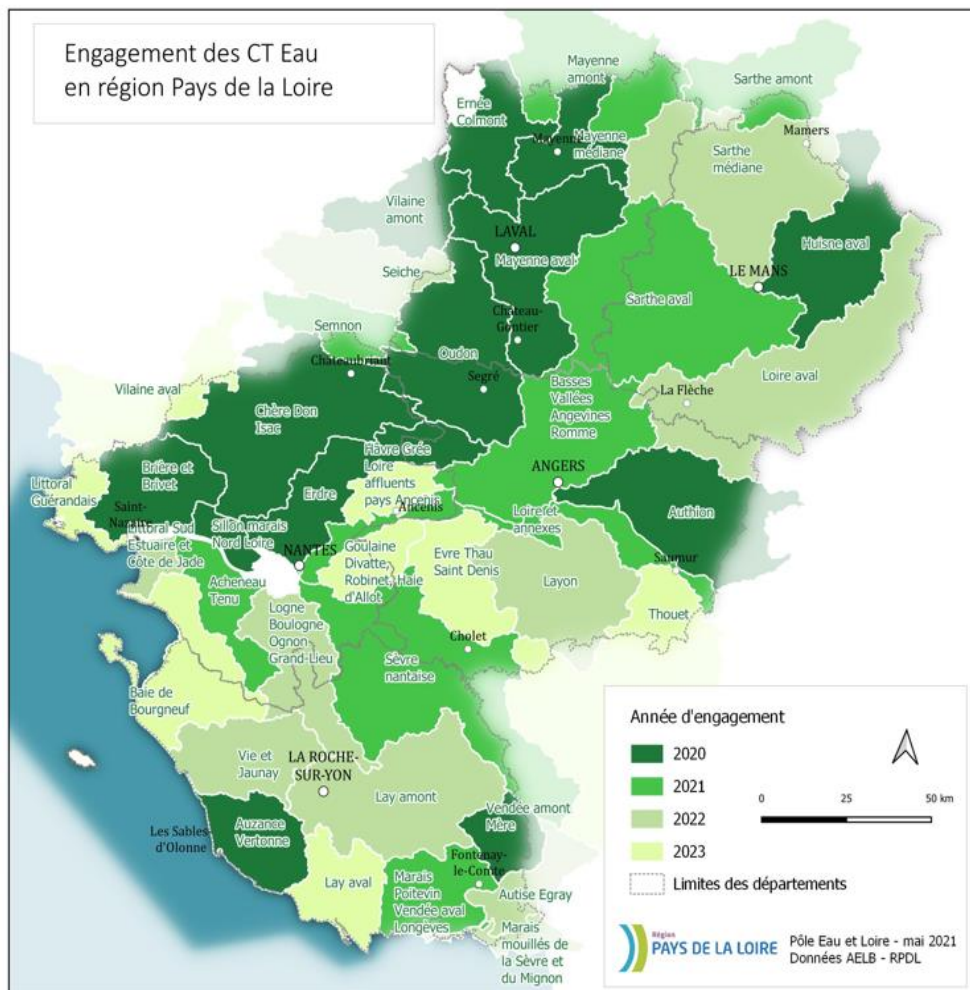 Engagement des CT Eau
en région Pays de la Loire
Mayenne
amont
Sarthe amont
Ernée
Colmont
Mayenne
Mayenne
médiane
Mamers
Sarthe
médiane
Vilaine
amont
LAVAL
Mayenne aval
Huisne aval
Seiche
LE MANS
Sarthe aval
Château-
Gontier
Semnon
Châteaubriant
Oudon
Segré
Loire aval
La Flèche
Vilaine aval
Chère Don
Isac
Basses
Vallées
Angevines
Romme
Hâvre Grée
Loire
affluents
pays Ancenis
ANGERS
Brière et
Brivet
Littoral
Guérandais
Erdre
Ancenis
Authion
Saint-
Nazaire
Sillon marais
Nord Loire
Loire et
annexes
Littoral Sud
Estuaire et
Côte de Jade
NANTES
Goulaine
Divatte,
Robinet, Haie
d'Allot
Evre Thau
Saint Denis
Saumur
Layon
Acheneau
Tenu
Thouet
Logne
Boulogne
Ognon
Grand-Lieu
Cholet
Sèvre
nantaise
Baie de
Bourgneuf
Vie et
Jaunay
LA ROCHE-
SUR-YON
Lay amont
Vendée amont
Mère
Les Sables-
d'Olonne
Auzance
Vertonne
Fontenay-
le-Comte
Lay aval
Marais
Poitevin
Vendée aval
Longèves
Autise Egray
Marais
mouillés de
la Sèvre et
du Mignon
Année d'engagement
2020
2021
2022
2023
Limites des départements
0 25 50 km
Région
PAYS DE LA LOIRE
Pôle Eau et Loire - mai 2021
Données AELB - RPDL